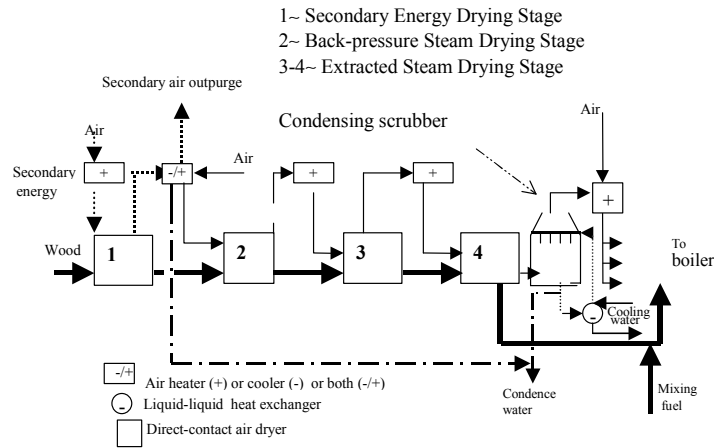 1~ Secondary Energy Drying Stage
2~ Back-pressure Steam Drying Stage
3-4~ Extracted Steam Drying Stage
Secondary air outpurge
Condensing scrubber
Air
Air
Secondary
energy
+
-/+
Air
+
+
+
Wood
1
2
3
4
To
boiler
-
Cooling
water
-/+
Air heater (+) or cooler (-) or both (-/+)
-
Liquid-liquid heat exchanger
Direct-contact air dryer
Condence
water
Mixing
fuel